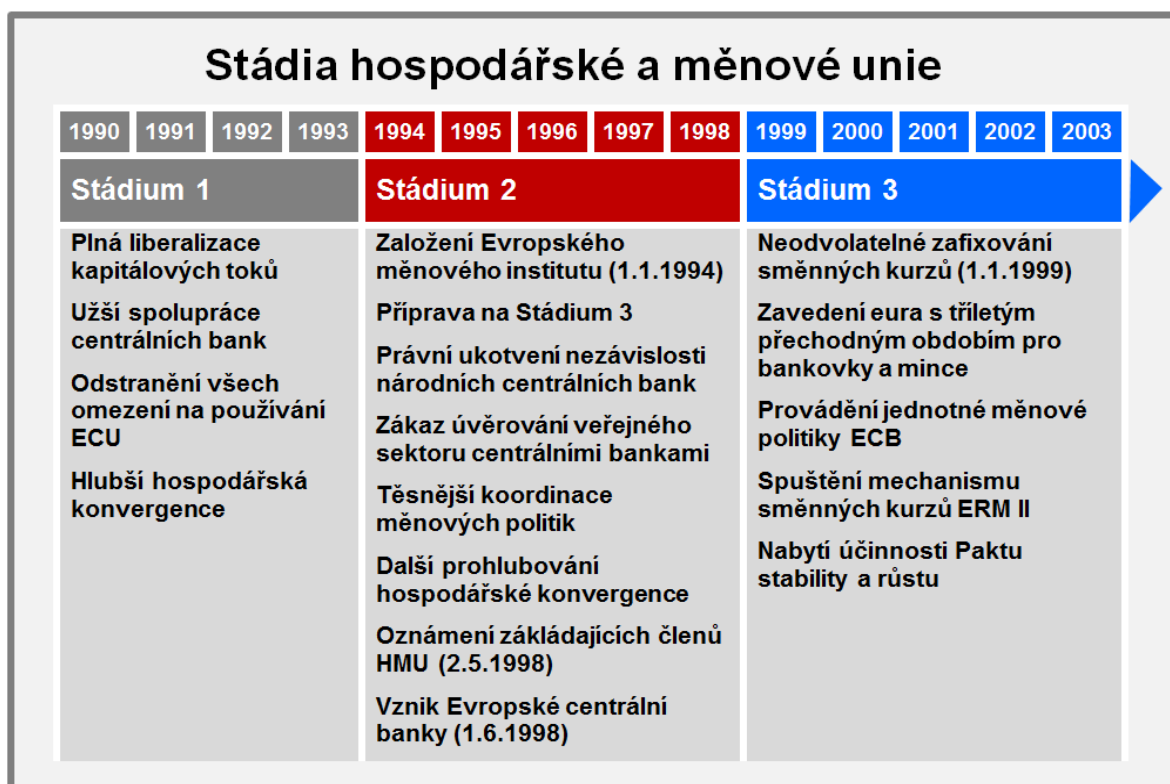 Stádia hospodářské a měnové unie
1990 1991 1992 1993 1994 1995 1996 1997 1998 1999 2000 2001 2002 2003
Stádium 1
Plná liberalizace
kapitálových toků
Užší spolupráce
centrálních bank
Odstranění všech
omezení na používání
ECU
Hlubší hospodářská
konvergence
Stádium 2
Založení Evropského
měnového institutu (1.1.1994)
Příprava na Stádium 3
Právní ukotvení nezávislosti
národních centrálních bank
Zákaz úvěrování veřejného
sektoru centrálními bankami
Těsnější koordinace
měnových politik
Další prohlubování
hospodářské konvergence
Oznámení zákládajících členů
HMU (2.5.1998)
Vznik Evropské centrální
banky (1.6.1998)
Stádium 3
Neodvolatelné zafixování
směnných kurzů (1.1.1999)
Zavedení eura s tříletým
přechodným obdobím pro
bankovky a mince
Provádění jednotné měnové
politiky ECB
Spuštění mechanismu
směnných kurzů ERM II
Nabytí účinnosti Paktu
stability a růstu